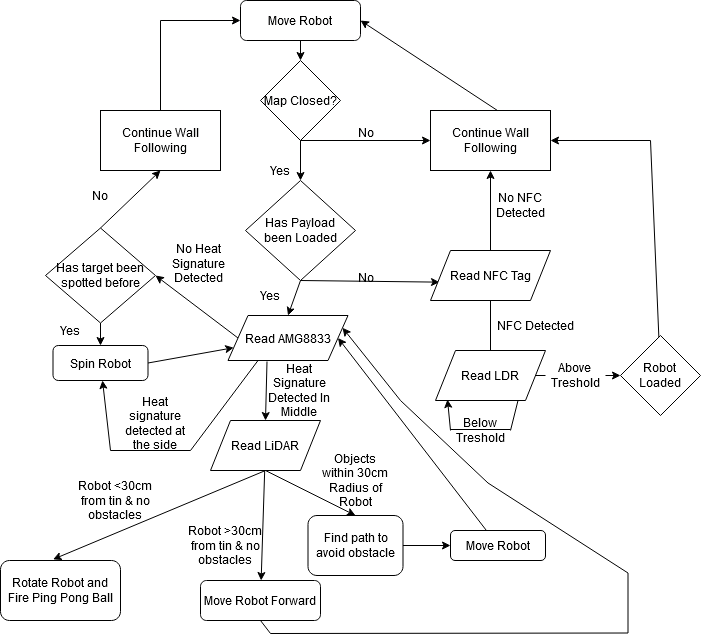 Move Robot
Map Closed?
Continue Wall
Following
No
Continue Wall
Following
Yes
No
No NFC
Detected
Has Payload
been Loaded
No Heat
Signature
Detected
Has target been
spotted before
No
Read NFC Tag
Yes
Yes
NFC Detected
Read AMG8833
Spin Robot
Heat
Signature
Detected In
Middle
Read LDR
Above
Treshold
Robot
Loaded
Heat
signature
detected at
the side
Below
Treshold
Read LiDAR
Objects
within 30cm
Radius of
Robot
Robot <30cm
from tin & no
obstacles
Robot >30cm
from tin & no
obstacles
Find path to
avoid obstacle
Move Robot
Rotate Robot and
Fire Ping Pong Ball
Move Robot Forward